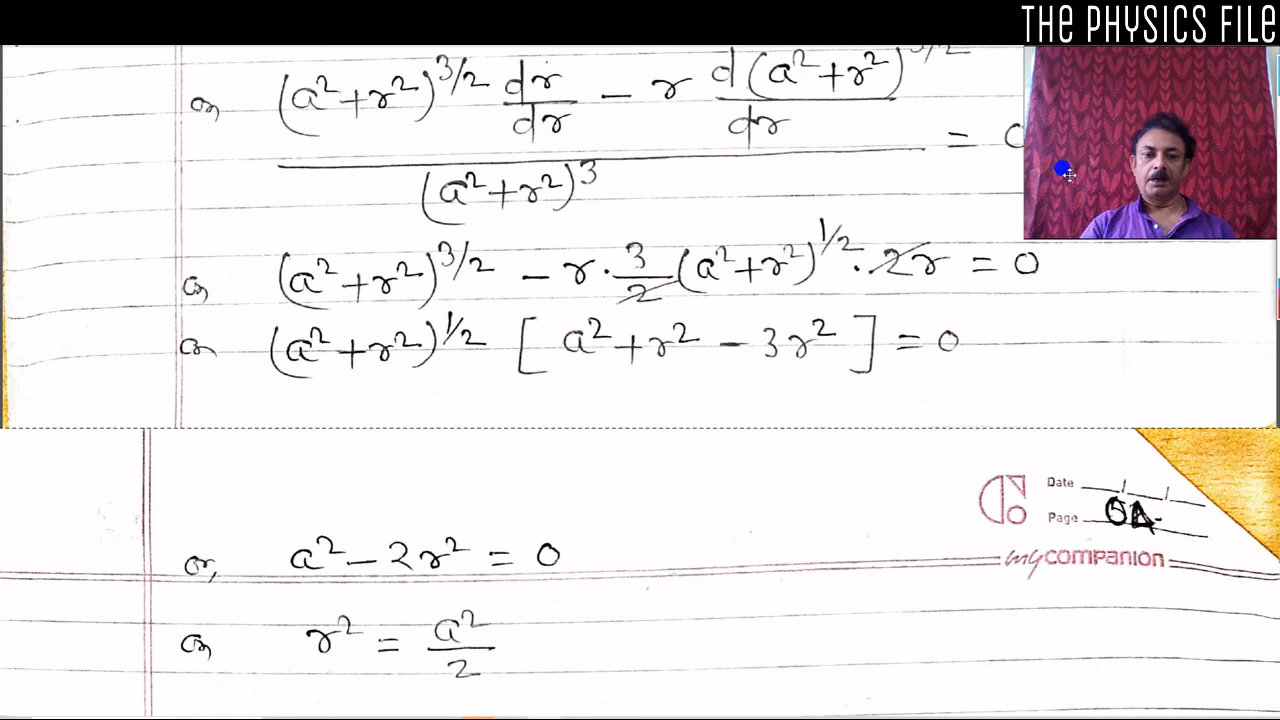 THE PHYSICS FILE
or (a²+r²)^3/2 dr/dr − r d(a²+r²)^3/2/dr
(a²+r²)³ = 0
or (a²+r²)^3/2 − r·3/2(a²+r²)^1/2·2r = 0
or (a²+r²)^1/2 [a²+r² − 3r²] = 0
Date / /
Page 04
my companion
or, a² − 2r² = 0
or r² = a²/2